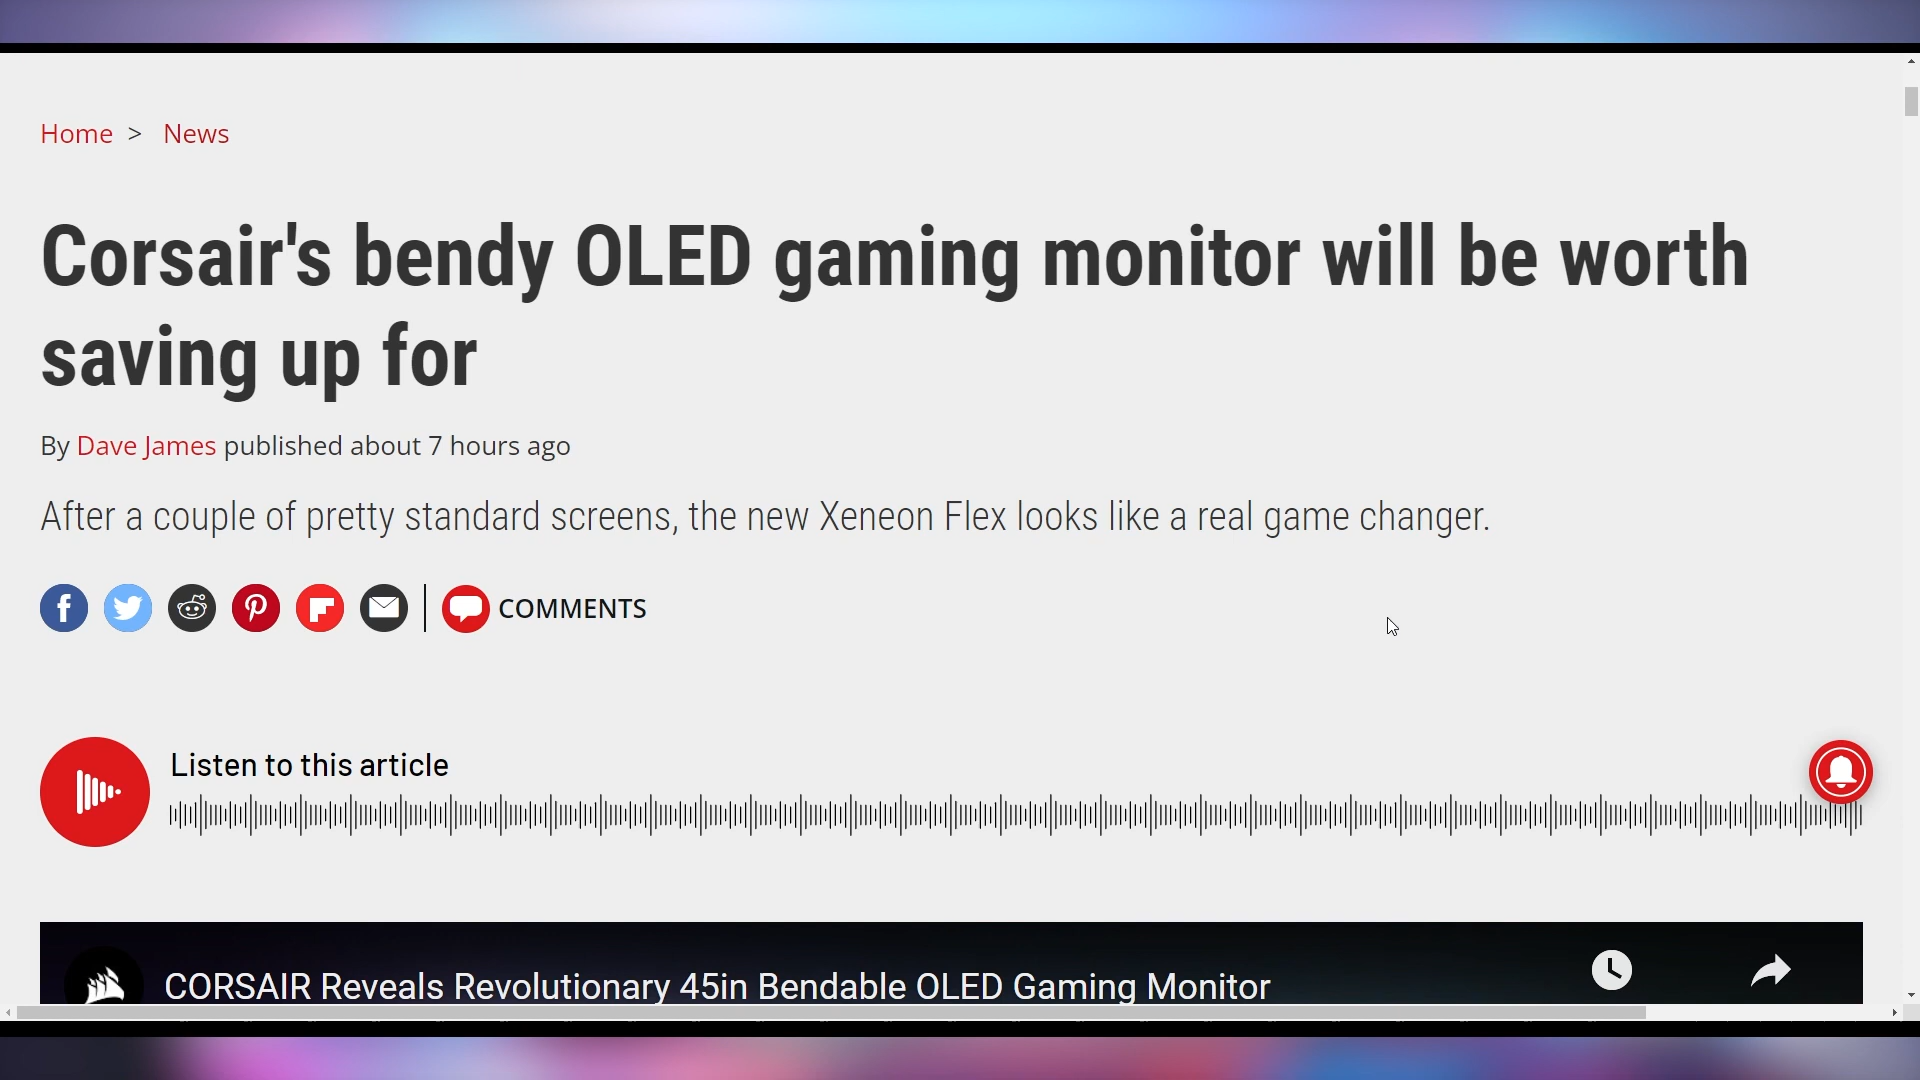 Home > News
Corsair's bendy OLED gaming monitor will be worth
saving up for
By Dave James published about 7 hours ago
After a couple of pretty standard screens, the new Xeneon Flex looks like a real game changer.
COMMENTS
Listen to this article
CORSAIR Reveals Revolutionary 45in Bendable OLED Gaming Monitor